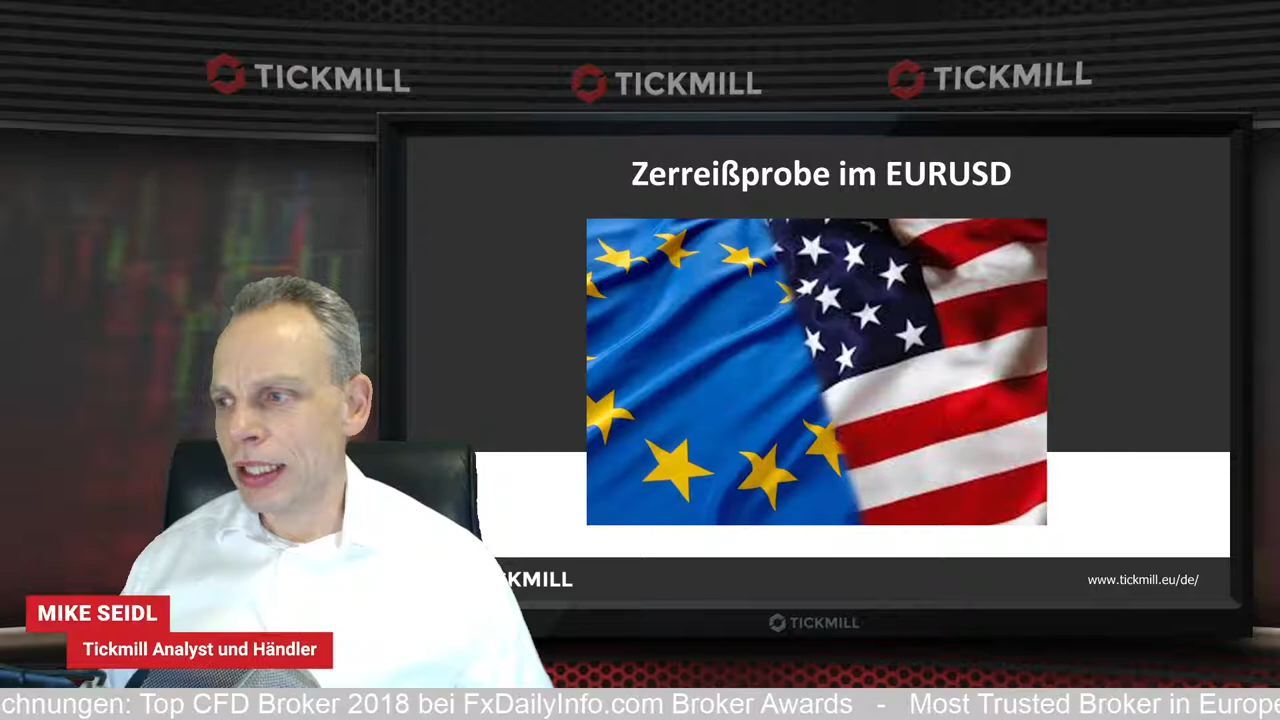 TICKMILL
TICKMILL
TICKMILL
Zerreißprobe im EURUSD
KMILL
www.tickmill.eu/de/
TICKMILL
MIKE SEIDL
Tickmill Analyst und Händler
chnungen: Top CFD Broker 2018 bei FxDailyInfo.com Broker Awards - Most Trusted Broker in Europe